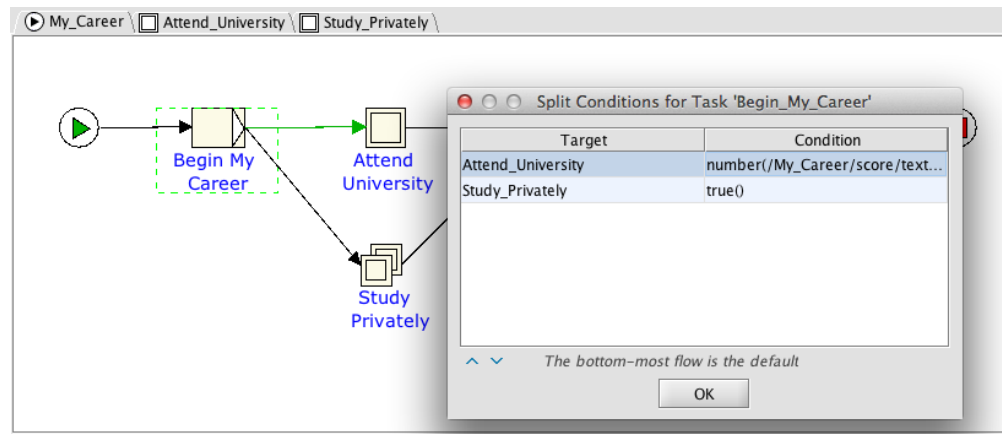 My_Career Attend_University Study_Privately
Begin My
Career
Attend
University
Study
Privately
Split Conditions for Task 'Begin_My_Career'
Target Condition
Attend_University number(/My_Career/score/text...
Study_Privately true()
The bottom-most flow is the default
OK